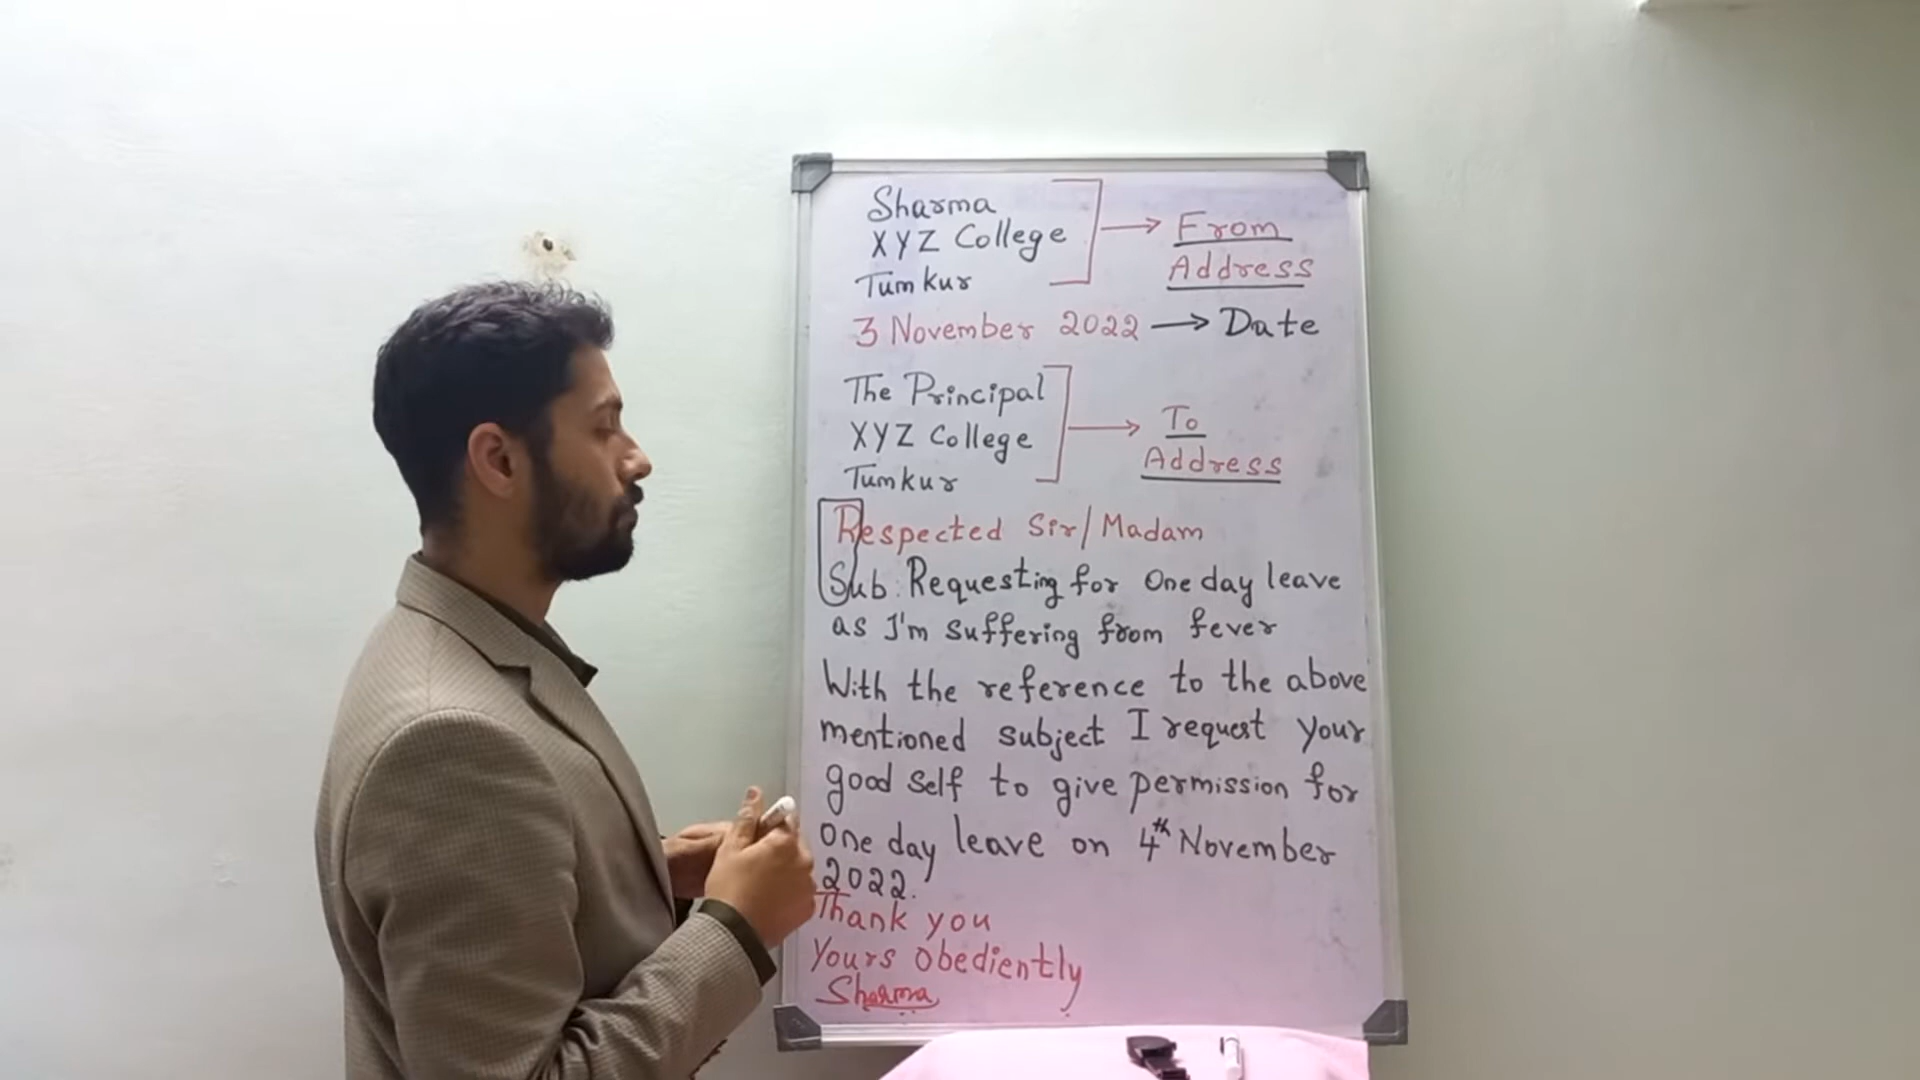 Sharma
XYZ College
Tumkur
From
Address
3 November 2022 → Date
The Principal
XYZ College
Tumkur
To
Address
Respected Sir/Madam
Sub: Requesting for One day leave
as I'm suffering from fever
With the reference to the above
mentioned subject I request your
good self to give permission for
one day leave on 4th November
2022.
Thank you
Yours Obediently
Sharma